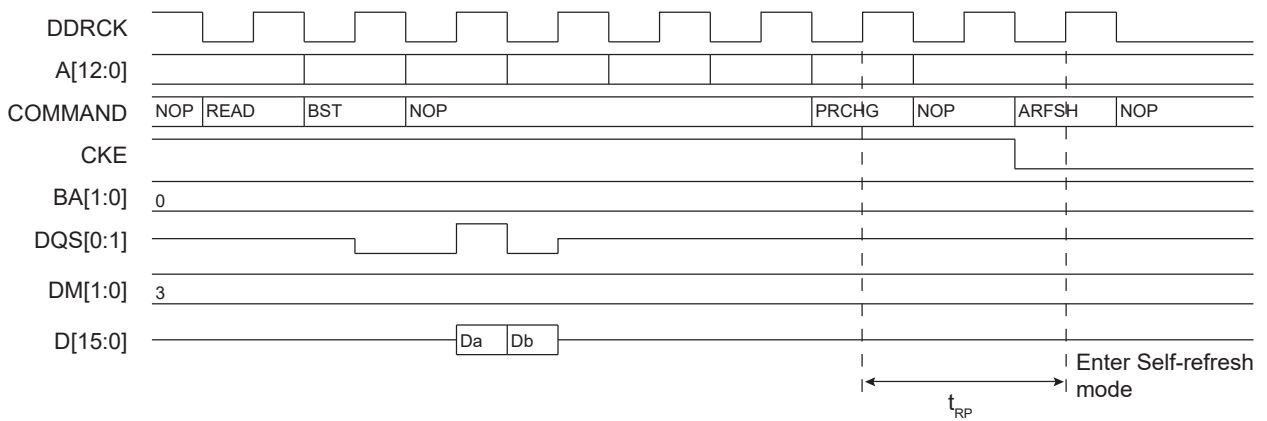 DDRCK
A[12:0]
COMMAND NOP READ BST NOP PRCHG NOP ARFSH NOP
CKE
BA[1:0] 0
DQS[0:1]
DM[1:0] 3
D[15:0] Da Db
Enter Self-refresh
mode
tRP